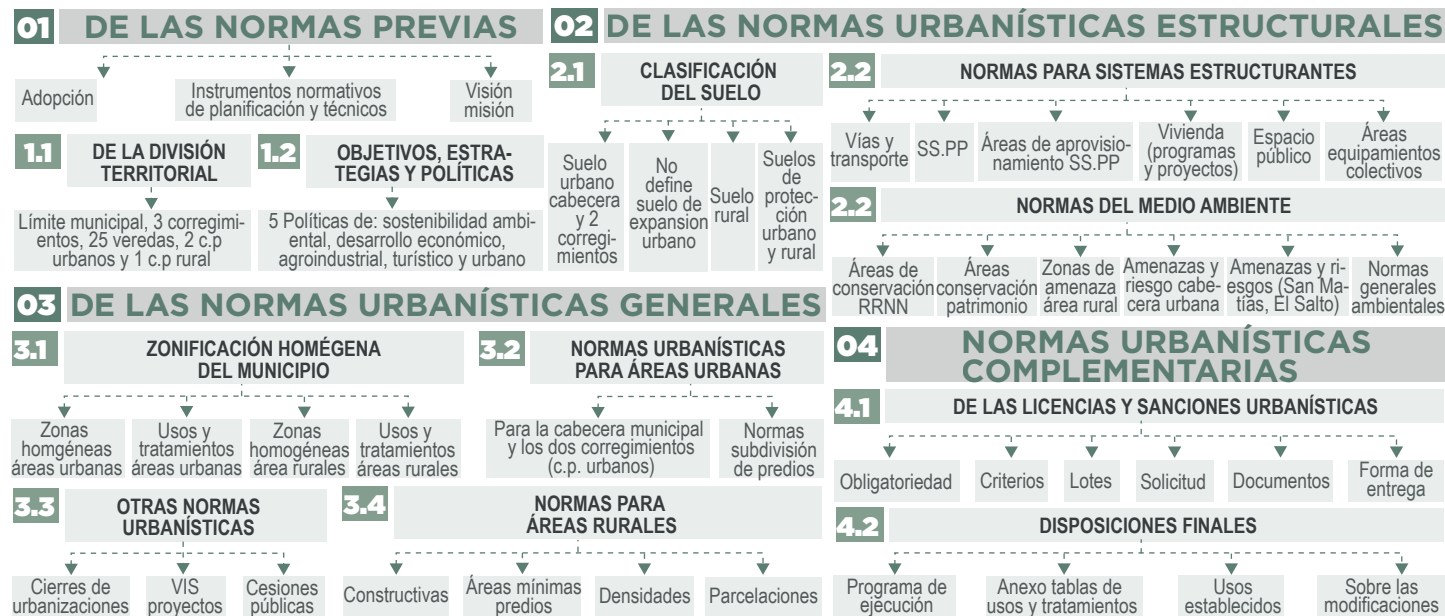 01 DE LAS NORMAS PREVIAS
Adopción
Instrumentos normativos
de planificación y técnicos
Visión
misión
1.1 DE LA DIVISIÓN
TERRITORIAL
Límite municipal, 3 corregimi-
entos, 25 veredas, 2 c.p
urbanos y 1 c.p rural
1.2 OBJETIVOS, ESTRA-
TEGIAS Y POLÍTICAS
5 Políticas de: sostenibilidad ambi-
ental, desarrollo económico,
agroindustrial, turístico y urbano
02 DE LAS NORMAS URBANÍSTICAS ESTRUCTURALES
2.1 CLASIFICACIÓN
DEL SUELO
Suelo
urbano
cabecera
y 2
corregi-
mientos
No
define
suelo de
expansion
urbano
Suelo
rural
Suelos
de
protec-
ción
urbano
y rural
2.2 NORMAS PARA SISTEMAS ESTRUCTURANTES
Vías y
transporte
SS.PP
Áreas de aprovisio-
namiento SS.PP
Vivienda
(programas
y proyectos)
Espacio
público
Áreas
equipamientos
colectivos
2.2 NORMAS DEL MEDIO AMBIENTE
Áreas de
conservación
RRNN
Áreas
conservación
patrimonio
Zonas de
amenaza
área rural
Amenazas y
riesgo cabe-
cera urbana
Amenazas y ri-
esgos (San Ma-
tías, El Salto)
Normas
generales
ambientales
03 DE LAS NORMAS URBANÍSTICAS GENERALES
3.1 ZONIFICACIÓN HOMÉGENA
DEL MUNICIPIO
Zonas
homgéneas
áreas urbanas
Usos y
tratamientos
áreas urbanas
Zonas
homogéneas
área rurales
Usos y
tratamientos
áreas rurales
3.2 NORMAS URBANÍSTICAS
PARA ÁREAS URBANAS
Para la cabecera municipal
y los dos corregimientos
(c.p. urbanos)
Normas
subdivisión
de predios
3.3 OTRAS NORMAS
URBANÍSTICAS
Cierres de
urbanizaciones
VIS
proyectos
Cesiones
públicas
3.4 NORMAS PARA
ÁREAS RURALES
Constructivas
Áreas mínimas
predios
Densidades
Parcelaciones
04 NORMAS URBANÍSTICAS
COMPLEMENTARIAS
4.1 DE LAS LICENCIAS Y SANCIONES URBANÍSTICAS
Obligatoriedad
Criterios
Lotes
Solicitud
Documentos
Forma de
entrega
4.2 DISPOSICIONES FINALES
Programa de
ejecución
Anexo tablas de
usos y tratamientos
Usos
establecidos
Sobre las
modificaciones